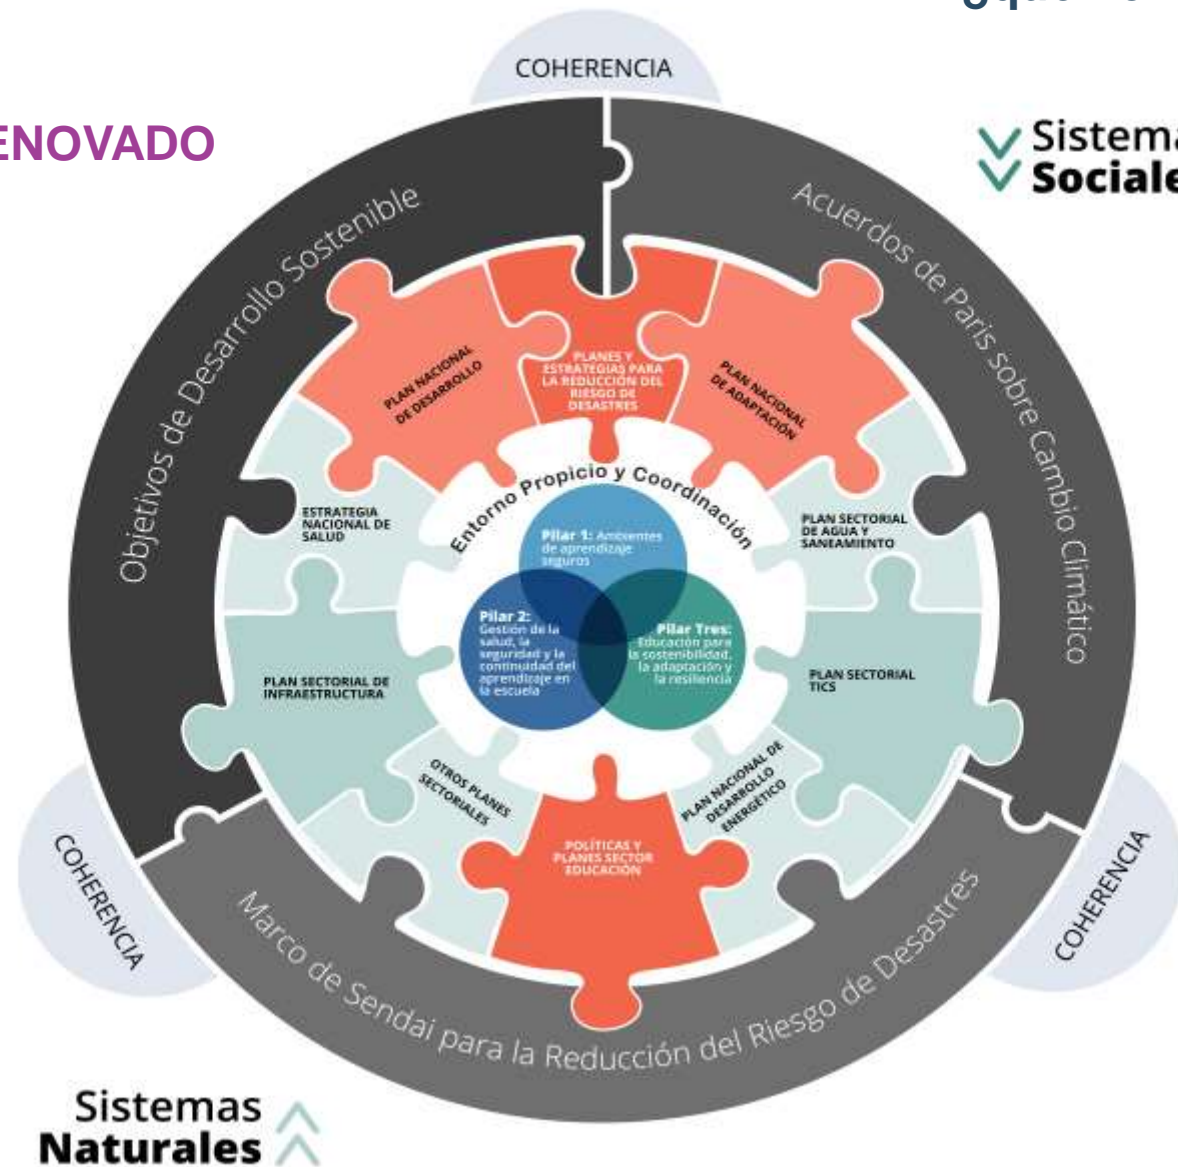 COHERENCIA
ENOVADO
Sistema
Sociale
Objetivos de Desarrollo Sostenible
Acuerdos de Paris sobre Cambio Climático
PLAN NACIONAL
DE DESARROLLO
PLANES Y
ESTRATEGIAS PARA
LA REDUCCIÓN DEL
RIESGO DE
DESASTRES
PLAN NACIONAL
DE ADAPTACIÓN
Entorno Propicio y Coordinación
ESTRATEGIA
NACIONAL DE
SALUD
PLAN SECTORIAL
DE AGUA Y
SANEAMIENTO
Pilar 1: Ambientes
de aprendizaje
seguros
Pilar 2:
Gestión de la
salud, la
seguridad y la
continuidad del
aprendizaje en
la escuela
Pilar Tres:
Educación para
la sostenibilidad,
la adaptación y
la resiliencia
PLAN SECTORIAL DE
INFRAESTRUCTURA
PLAN SECTORIAL
TICS
OTROS PLANES
SECTORIALES
PLAN NACIONAL DE
DESARROLLO
ENERGÉTICO
POLÍTICAS Y
PLANES SECTOR
EDUCACIÓN
COHERENCIA
COHERENCIA
Marco de Sendai para la Reducción del Riesgo de Desastres
Sistemas
Naturales